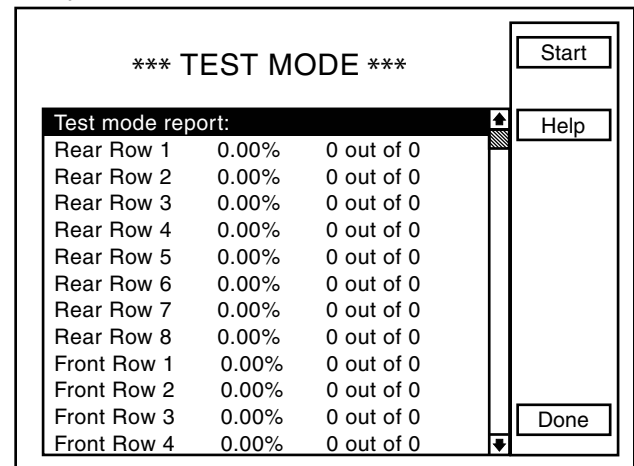 *** TEST MODE ***
Start
Help
Test mode report:
Rear Row 1 0.00% 0 out of 0
Rear Row 2 0.00% 0 out of 0
Rear Row 3 0.00% 0 out of 0
Rear Row 4 0.00% 0 out of 0
Rear Row 5 0.00% 0 out of 0
Rear Row 6 0.00% 0 out of 0
Rear Row 7 0.00% 0 out of 0
Rear Row 8 0.00% 0 out of 0
Front Row 1 0.00% 0 out of 0
Front Row 2 0.00% 0 out of 0
Front Row 3 0.00% 0 out of 0
Front Row 4 0.00% 0 out of 0
Done